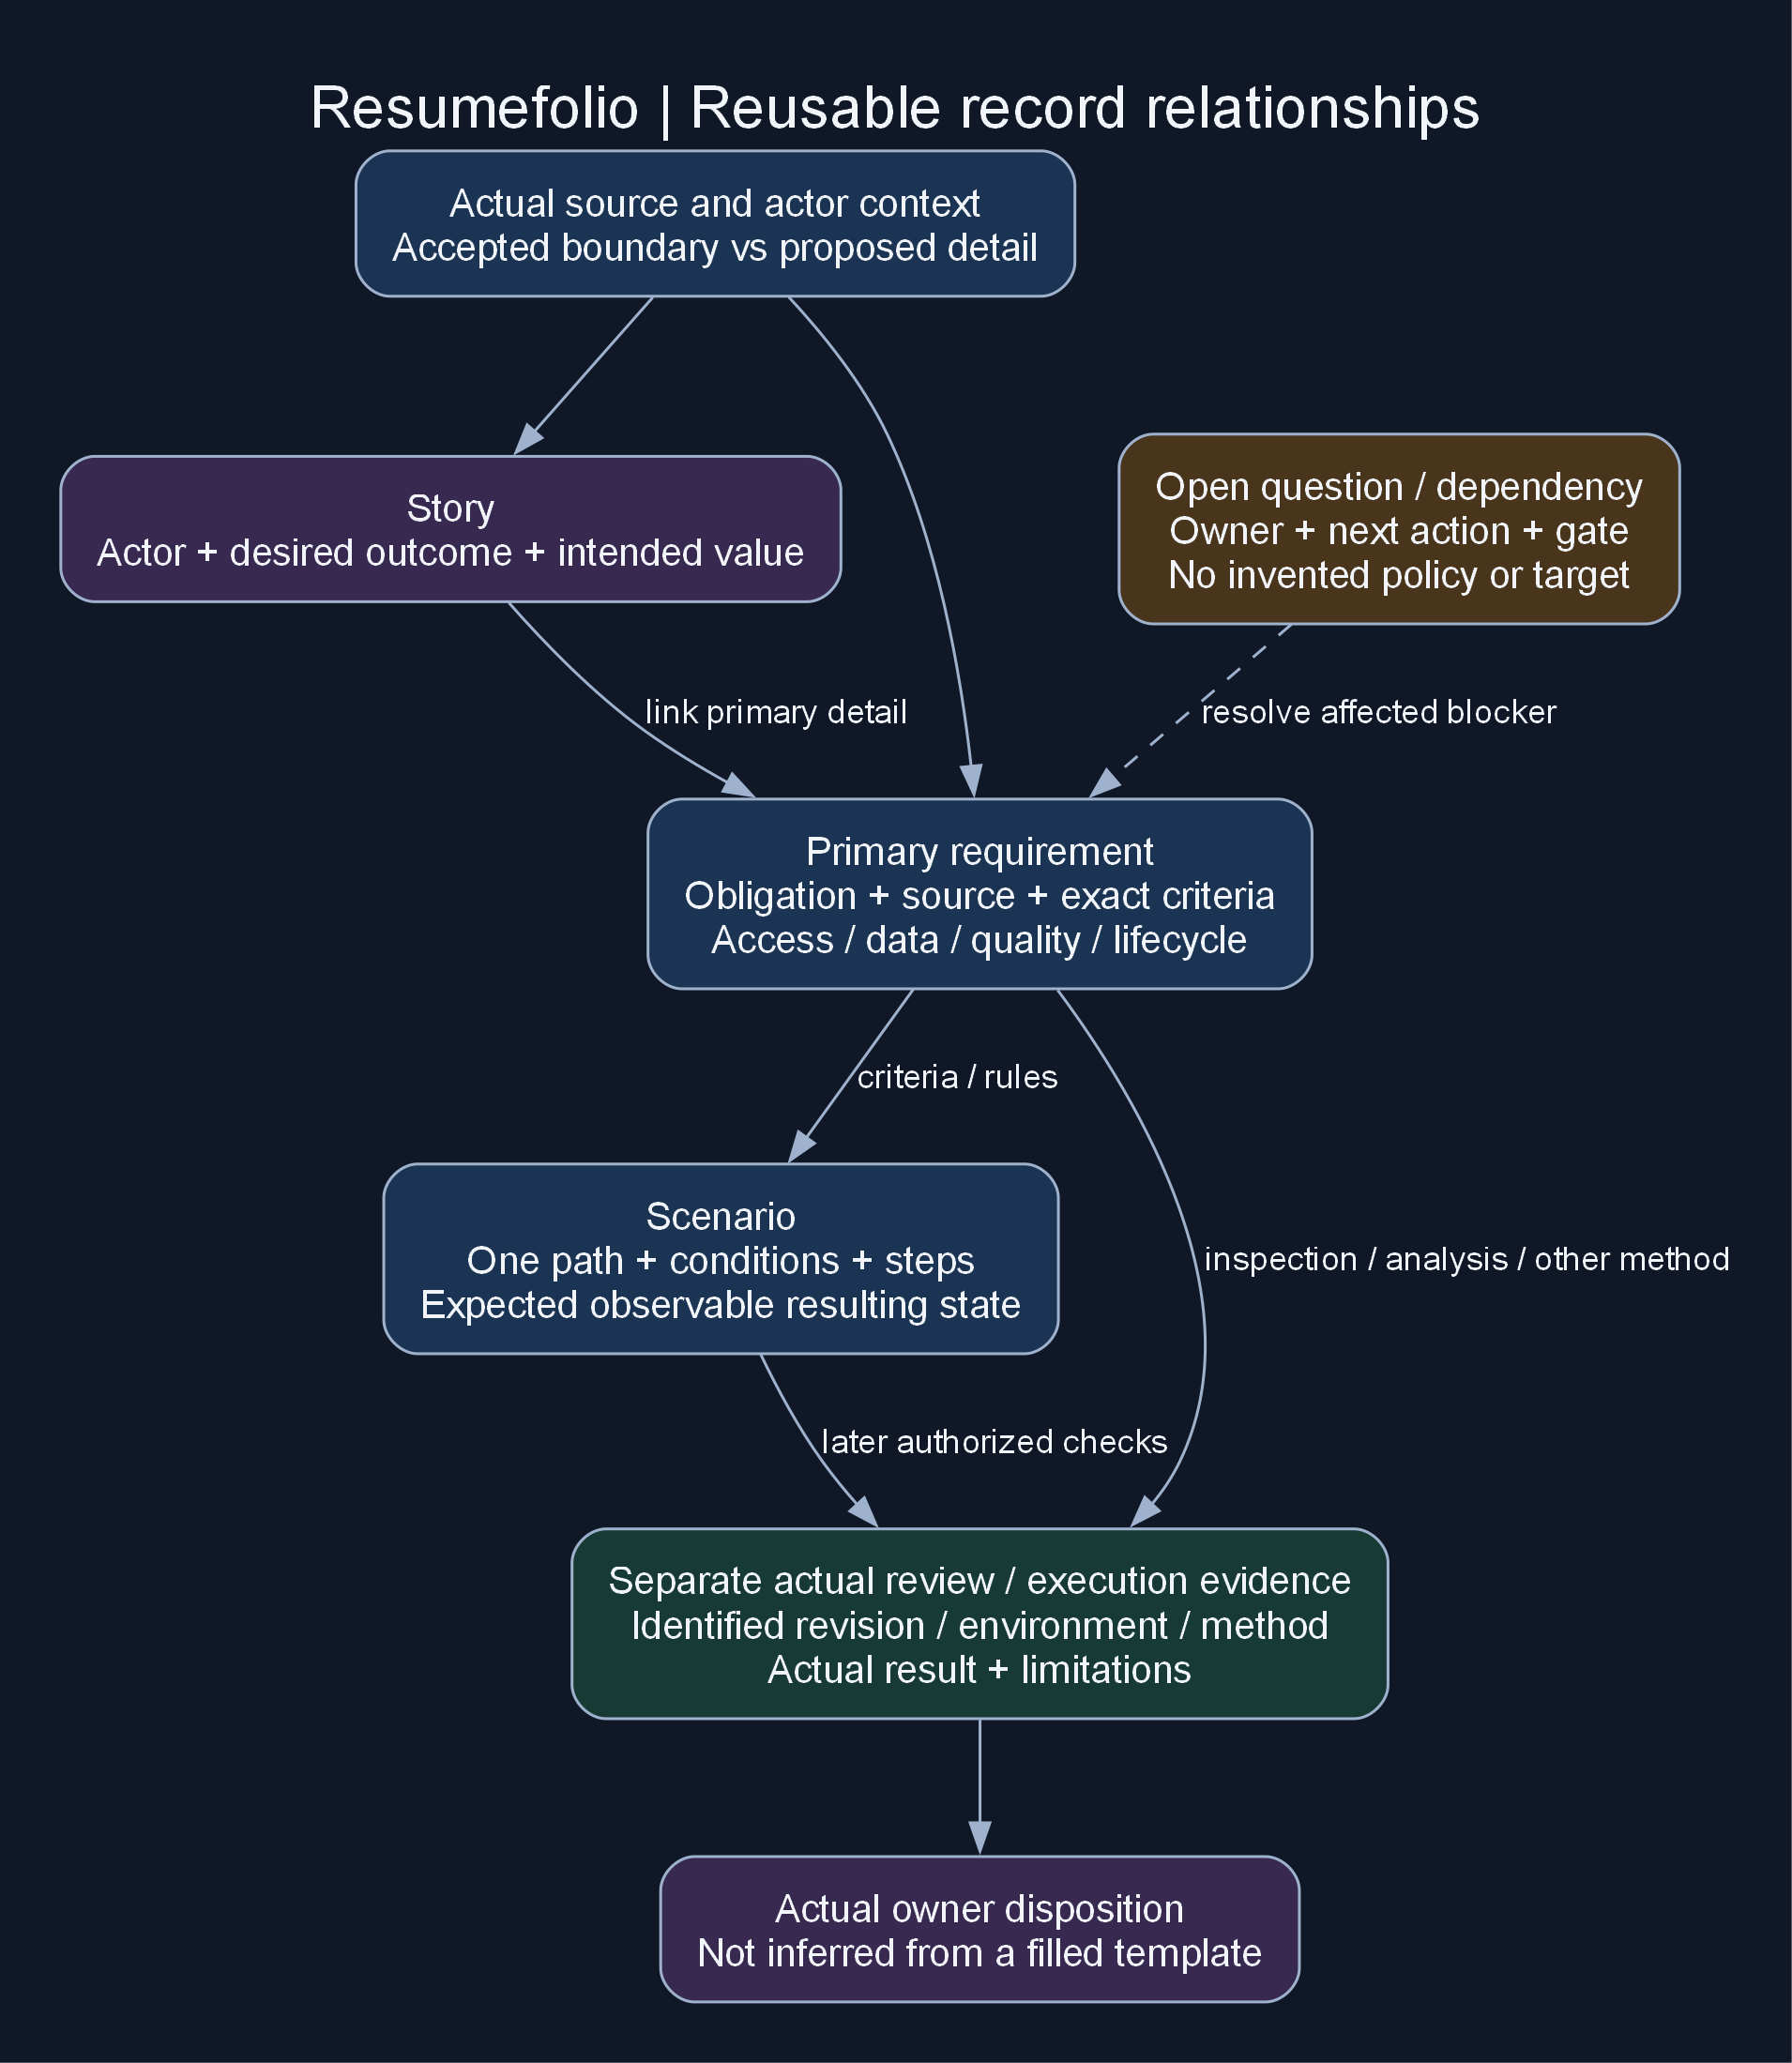 Resumefolio | Reusable record relationships
Actual source and actor context
Accepted boundary vs proposed detail
Story
Actor + desired outcome + intended value
Open question / dependency
Owner + next action + gate
No invented policy or target
link primary detail
resolve affected blocker
Primary requirement
Obligation + source + exact criteria
Access / data / quality / lifecycle
criteria / rules
Scenario
One path + conditions + steps
Expected observable resulting state
inspection / analysis / other method
later authorized checks
Separate actual review / execution evidence
Identified revision / environment / method
Actual result + limitations
Actual owner disposition
Not inferred from a filled template